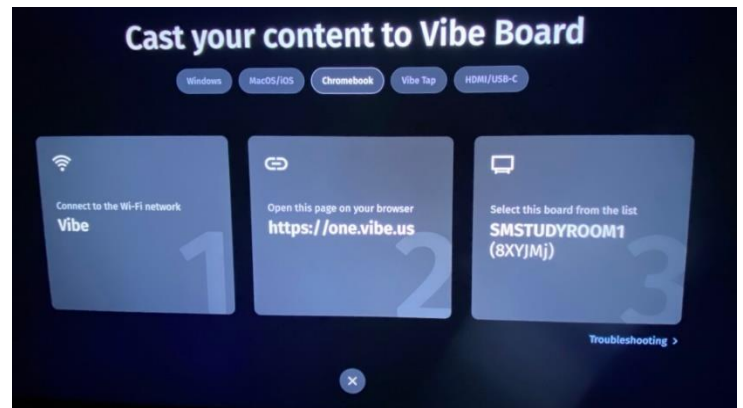 Cast your content to Vibe Board
Windows MacOS/iOS Chromebook Vibe Tap HDMI/USB-C
Connect to the Wi-Fi network
Vibe
1
Open this page on your browser
https://one.vibe.us
2
Select this board from the list
SMSTUDYROOM1
(8XYJMj)
3
Troubleshooting >